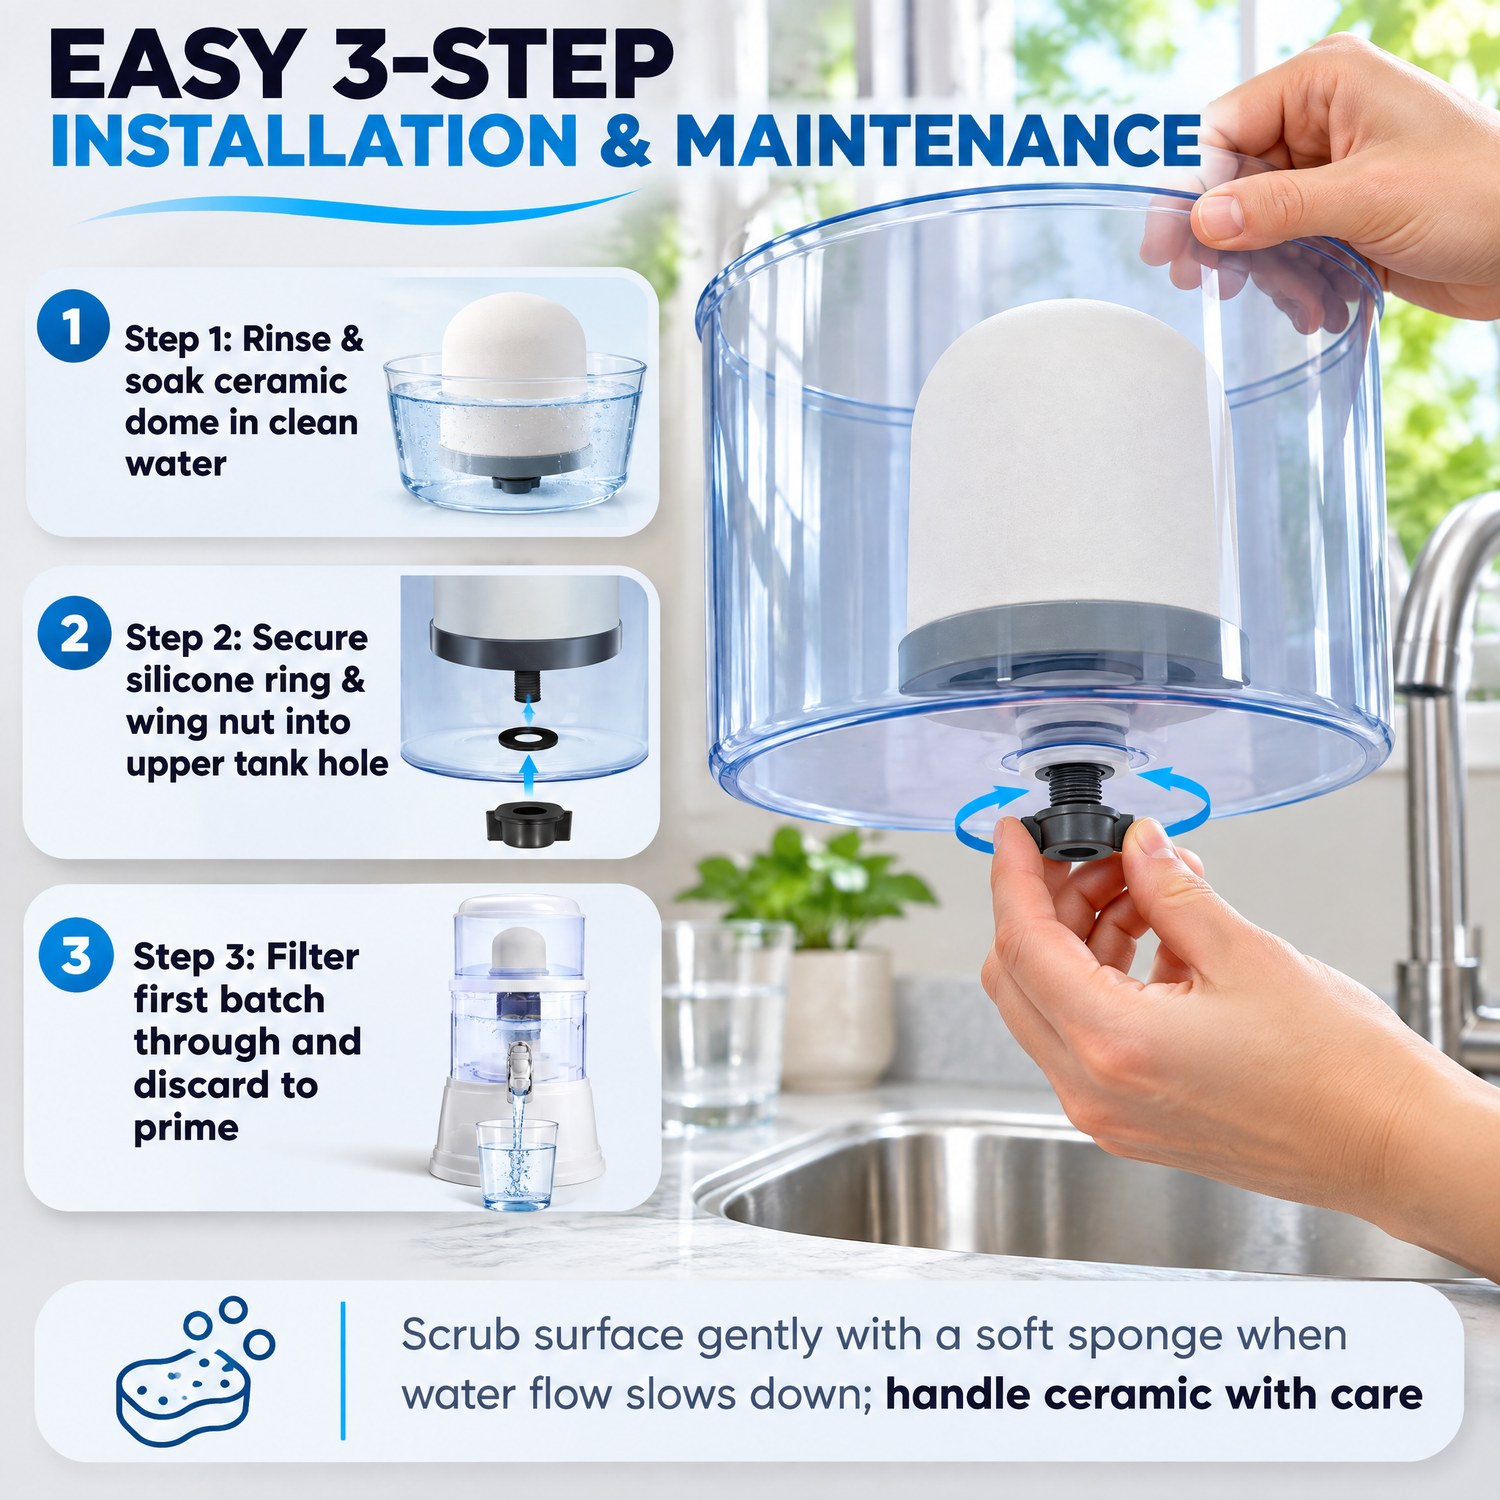 EASY 3-STEP
INSTALLATION & MAINTENANCE
1
Step 1: Rinse &
soak ceramic
dome in clean
water
2
Step 2: Secure
silicone ring &
wing nut into
upper tank hole
3
Step 3: Filter
first batch
through and
discard to
prime
Scrub surface gently with a soft sponge when
water flow slows down; handle ceramic with care